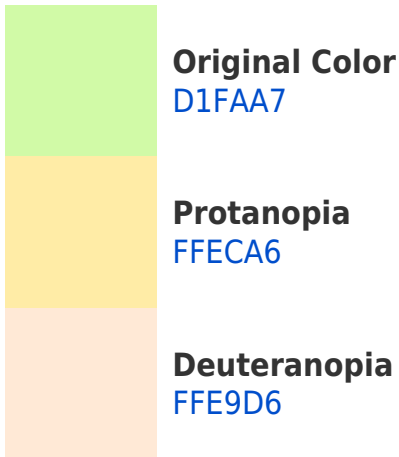 Original Color
D1FAA7
Protanopia
FFECA6
Deuteranopia
FFE9D6